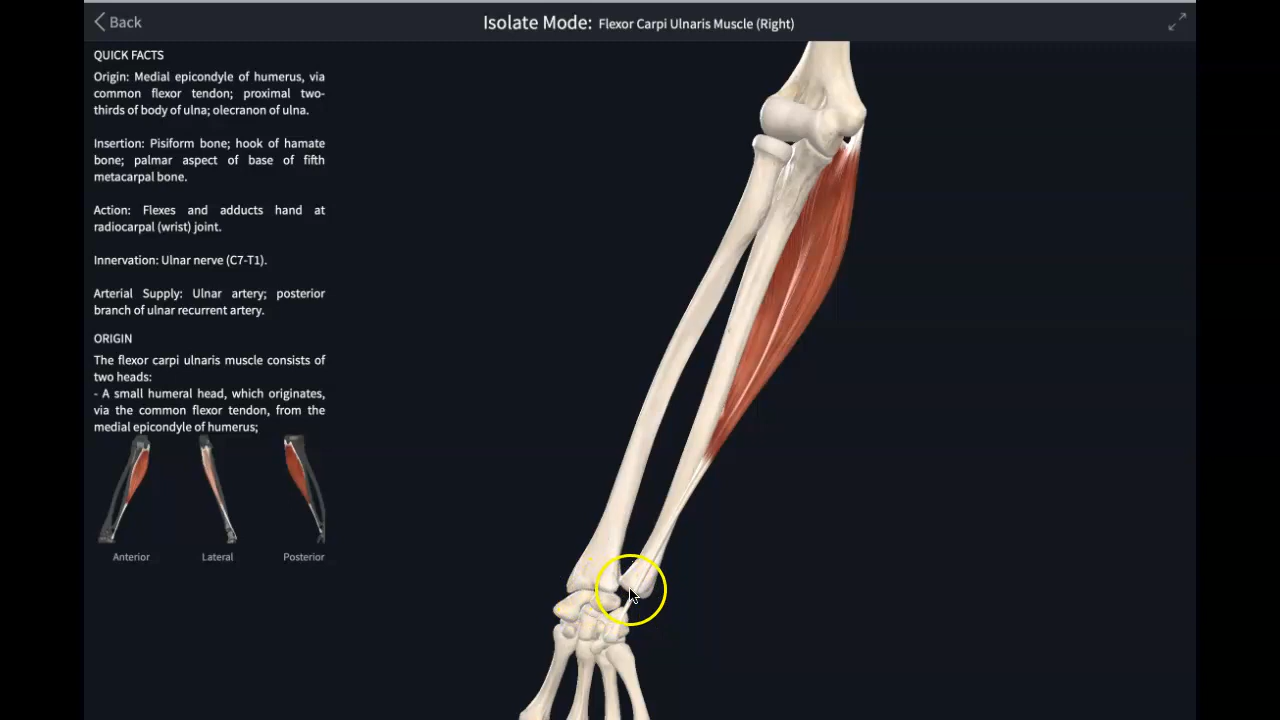 Back
Isolate Mode: Flexor Carpi Ulnaris Muscle (Right)
QUICK FACTS
Origin: Medial epicondyle of humerus, via
common flexor tendon; proximal two-
thirds of body of ulna; olecranon of ulna.
Insertion: Pisiform bone; hook of hamate
bone; palmar aspect of base of fifth
metacarpal bone.
Action: Flexes and adducts hand at
radiocarpal (wrist) joint.
Innervation: Ulnar nerve (C7-T1).
Arterial Supply: Ulnar artery; posterior
branch of ulnar recurrent artery.
ORIGIN
The flexor carpi ulnaris muscle consists of
two heads:
- A small humeral head, which originates,
via the common flexor tendon, from the
medial epicondyle of humerus;
Anterior
Lateral
Posterior